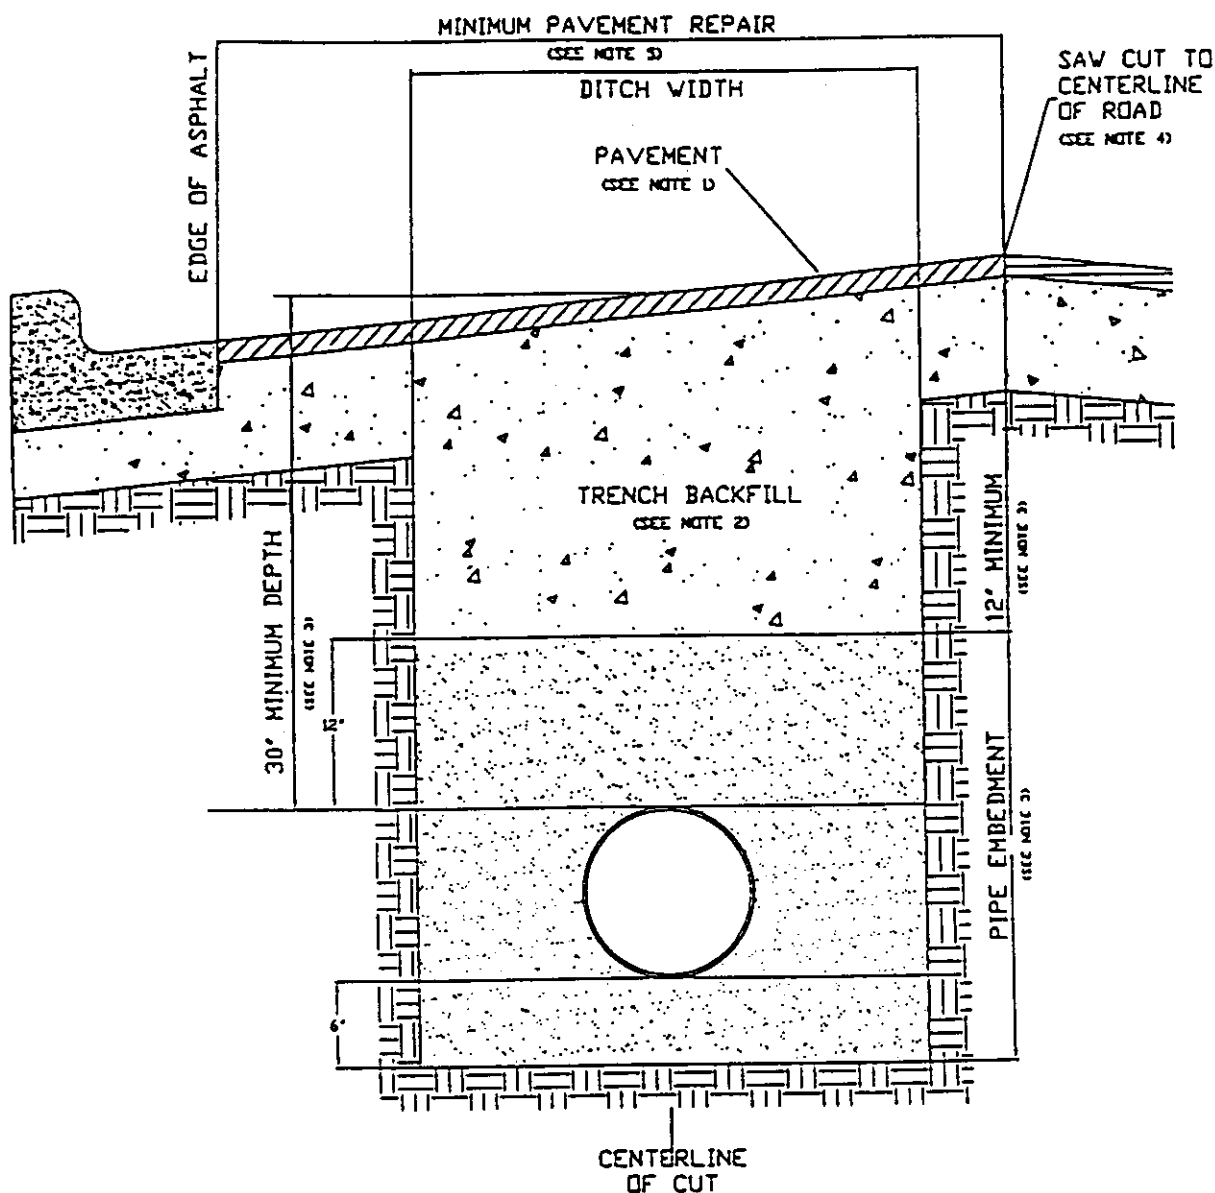 MINIMUM PAVEMENT REPAIR
(SEE NOTE 5)
DITCH WIDTH
EDGE OF ASPHALT
SAW CUT TO
CENTERLINE
OF ROAD
(SEE NOTE 4)
PAVEMENT
(SEE NOTE 1)
TRENCH BACKFILL
(SEE NOTE 2)
30" MINIMUM DEPTH
(SEE NOTE 3)
12" MINIMUM
(SEE NOTE 3)
12"
PIPE EMBEDMENT
(SEE NOTE 3)
6"
CENTERLINE
OF CUT